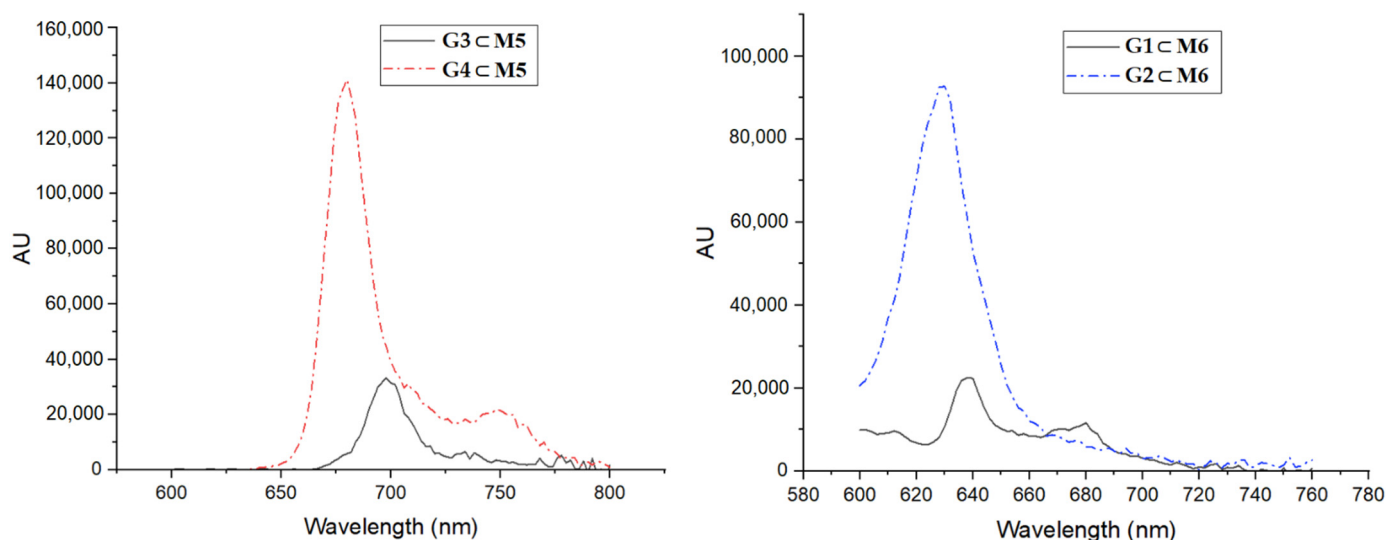 160,000
140,000
120,000
100,000
80,000
60,000
40,000
20,000
0
AU
G3 ⊂ M5
G4 ⊂ M5
600 650 700 750 800
Wavelength (nm)
100,000
80,000
60,000
40,000
20,000
0
AU
G1 ⊂ M6
G2 ⊂ M6
580 600 620 640 660 680 700 720 740 760 780
Wavelength (nm)